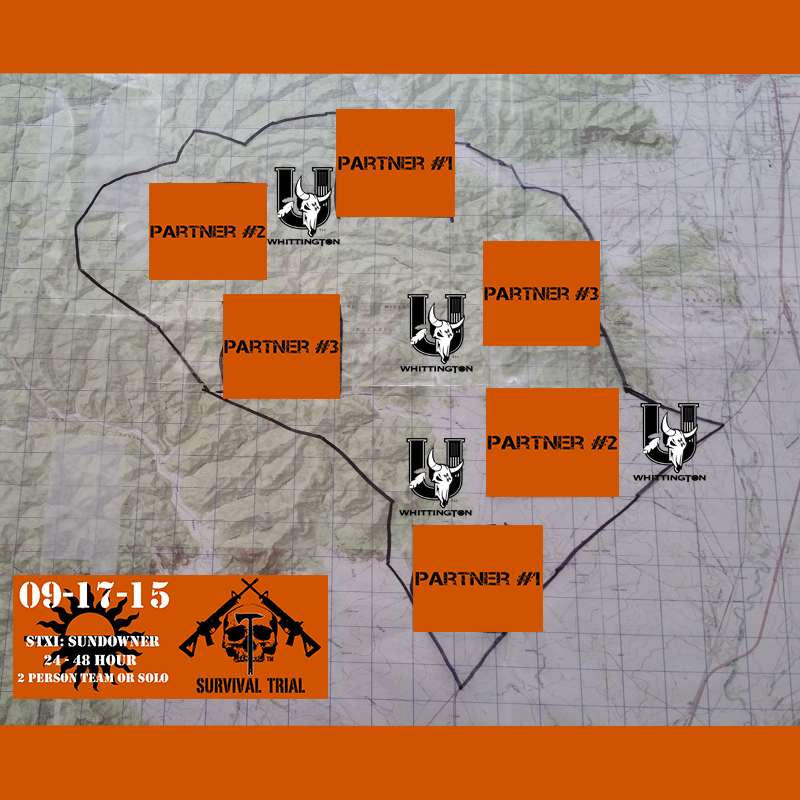 PARTNER #1
PARTNER #2
WHITTINGTON
PARTNER #3
PARTNER #3
WHITTINGTON
PARTNER #2
WHITTINGTON
WHITTINGTON
PARTNER #1
09-17-15
STXI: SUNDOWNER
24 - 48 HOUR
2 PERSON TEAM OR SOLO
SURVIVAL TRIAL
TM